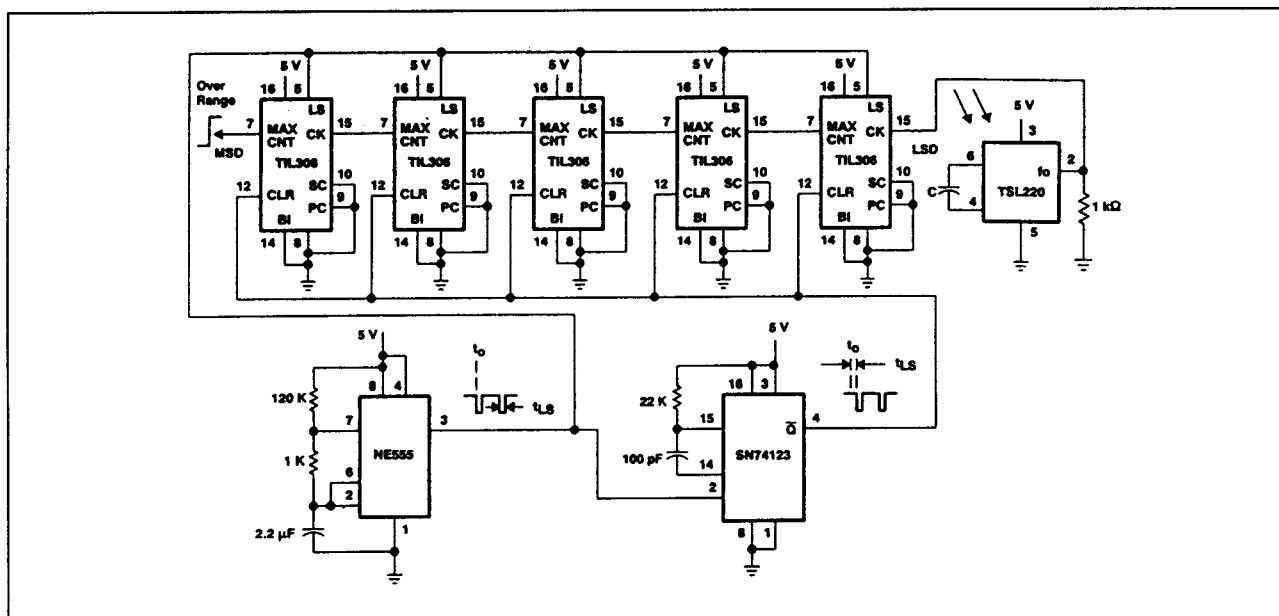 5 V 5 V 5 V 5 V 5 V
16 5 16 5 16 5 16 5 16 5
Over
Range
LS LS LS LS LS
7 MAX CK 15 7 MAX CK 15 7 MAX CK 15 7 MAX CK 15 7 MAX CK 15
CNT CNT CNT CNT CNT
MSD
LSD
TIL306 TIL306 TIL306 TIL306 TIL306
12 CLR SC 10 12 CLR SC 10 12 CLR SC 10 12 CLR SC 10 12 CLR SC 10
PC 9 PC 9 PC 9 PC 9 PC 9
BI BI BI BI BI
14 8 14 8 14 8 14 8 14 8
5 V
3
6 fo 2
C TSL220
4
5
1 kΩ
5 V
8 4
120 K
7
NE555
3
1 K
6
2
2.2 µF
1
to
tLS
5 V
16 3
22 K
15
Q 4
SN74123
100 pF
14
2
8 1
to
tLS